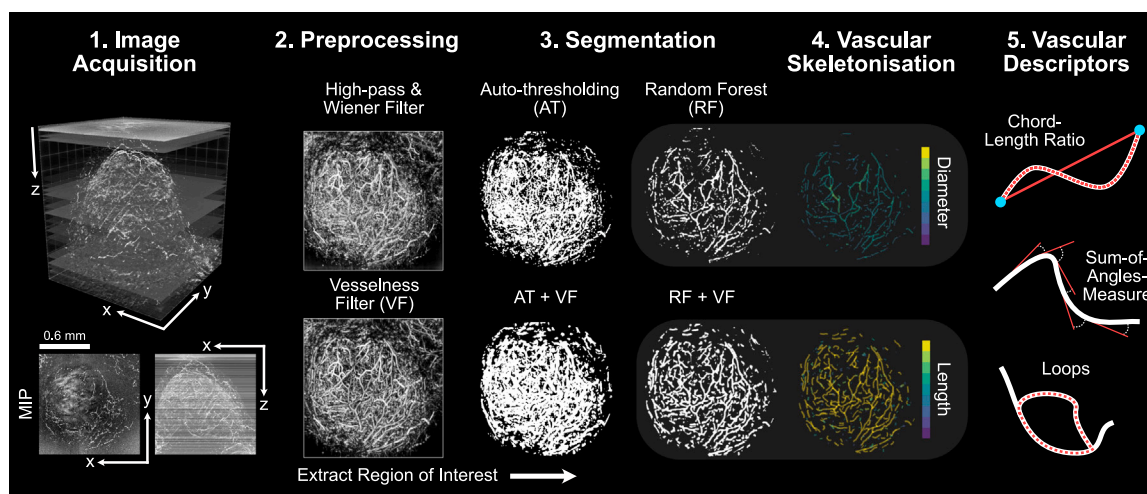 1. Image
Acquisition
2. Preprocessing
3. Segmentation
4. Vascular
Skeletonisation
5. Vascular
Descriptors
z
x
y
0.6 mm
MIP
y
x
x
z
High-pass &
Wiener Filter
Vesselness
Filter (VF)
Extract Region of Interest
Auto-thresholding
(AT)
Random Forest
(RF)
AT + VF
RF + VF
Diameter
Length
Chord-
Length Ratio
Sum-of-
Angles-
Measure
Loops